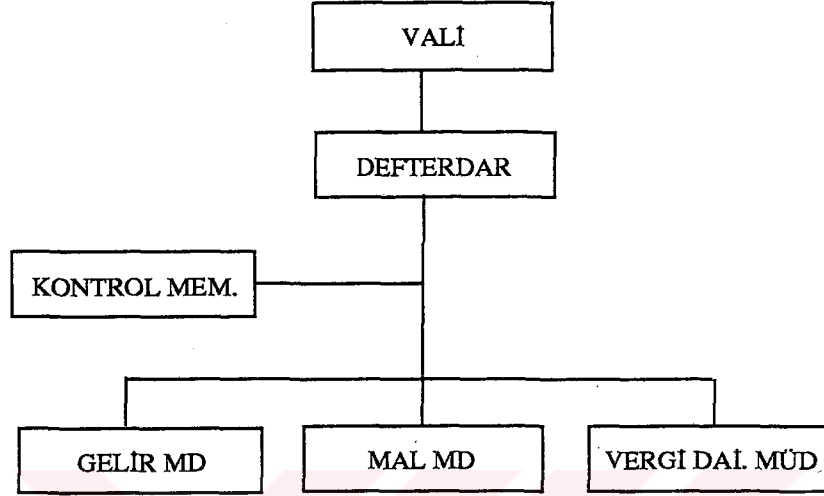 VALİ
DEFTERDAR
KONTROL MEM.
GELİR MD
MAL MD
VERGİ DAİ. MÜD